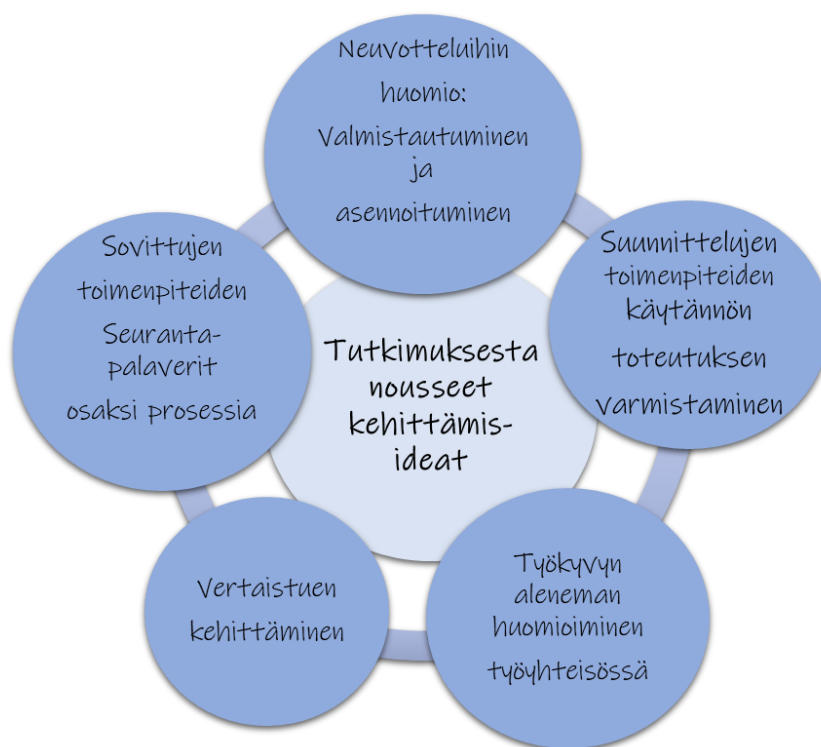 Neuvotteluihin
huomio:
Valmistautuminen
ja
asennoituminen
Suunnittelujen
toimenpiteiden
käytännön
toteutuksen
varmistaminen
Työkyvyn
aleneman
huomioiminen
työyhteisössä
Vertaistuen
kehittäminen
Sovittujen
toimenpiteiden
Seuranta-
palaverit
osaksi prosessia
Tutkimuksesta
nousseet
kehittämis-
ideat